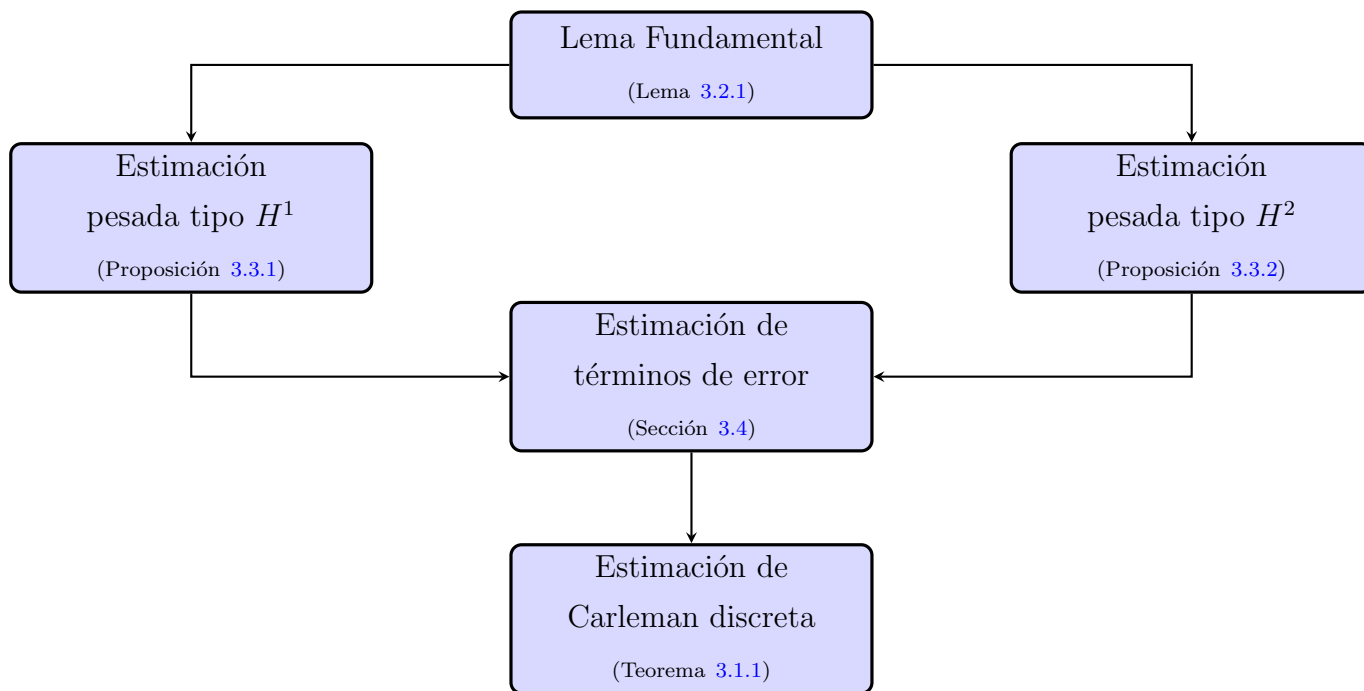 Lema Fundamental
(Lema 3.2.1)
Estimación
pesada tipo H¹
(Proposición 3.3.1)
Estimación
pesada tipo H²
(Proposición 3.3.2)
Estimación de
términos de error
(Sección 3.4)
Estimación de
Carleman discreta
(Teorema 3.1.1)